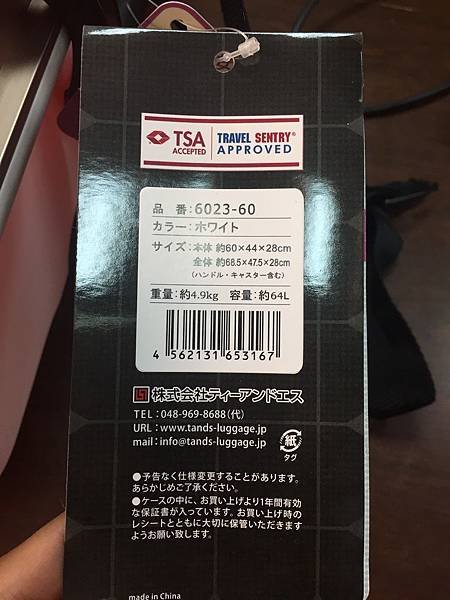 TSA
ACCEPTED
TRAVEL SENTRY®
APPROVED
品 番:6023-60
カラー:ホワイト
サイズ:本体 約60×44×28cm
全体 約68.5×47.5×28cm
(ハンドル・キャスター含む)
重量:約4.9kg 容量:約64L
4 562131 653167
株式会社ティーアンドエス
TEL:048-969-8688(代)
URL:www.tands-luggage.jp
mail:info@tands-luggage.jp
紙
タグ
●予告なく仕様変更することがあります。
あらかじめご了承ください。
●ケースの中に、お買い上げより1年間有効
な保証書が入っています。お買い上げ時の
レシートとともに大切に保管いただきます
ようお願い致します。
made in China